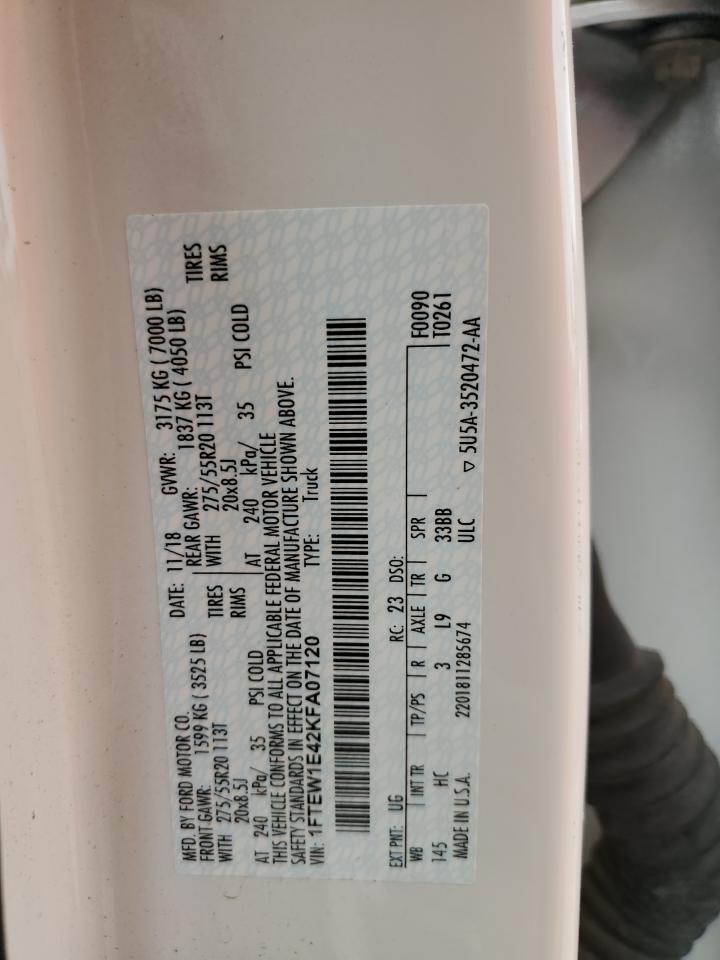 MFD. BY FORD MOTOR CO.
DATE: 11/18 GVWR: 3175 KG ( 7000 LB)
FRONT GAWR: 1599 KG ( 3525 LB) REAR GAWR: 1837 KG ( 4050 LB)
WITH 275/55R20 113T TIRES WITH 275/55R20 113T TIRES
20x8.5J RIMS 20x8.5J RIMS
AT 240 kPa/ 35 PSI COLD AT 240 kPa/ 35 PSI COLD
THIS VEHICLE CONFORMS TO ALL APPLICABLE FEDERAL MOTOR VEHICLE
SAFETY STANDARDS IN EFFECT ON THE DATE OF MANUFACTURE SHOWN ABOVE.
VIN: 1FTEW1E42KFA07120 TYPE: Truck
EXT PNT: UG RC: 23 DSO: F0090
WB INT TR TP/PS R AXLE TR SPR T0261
145 HC 3 L9 G 33BB
MADE IN U.S.A. 2201811285674 ULC ▽ 5U5A-3520472-AA